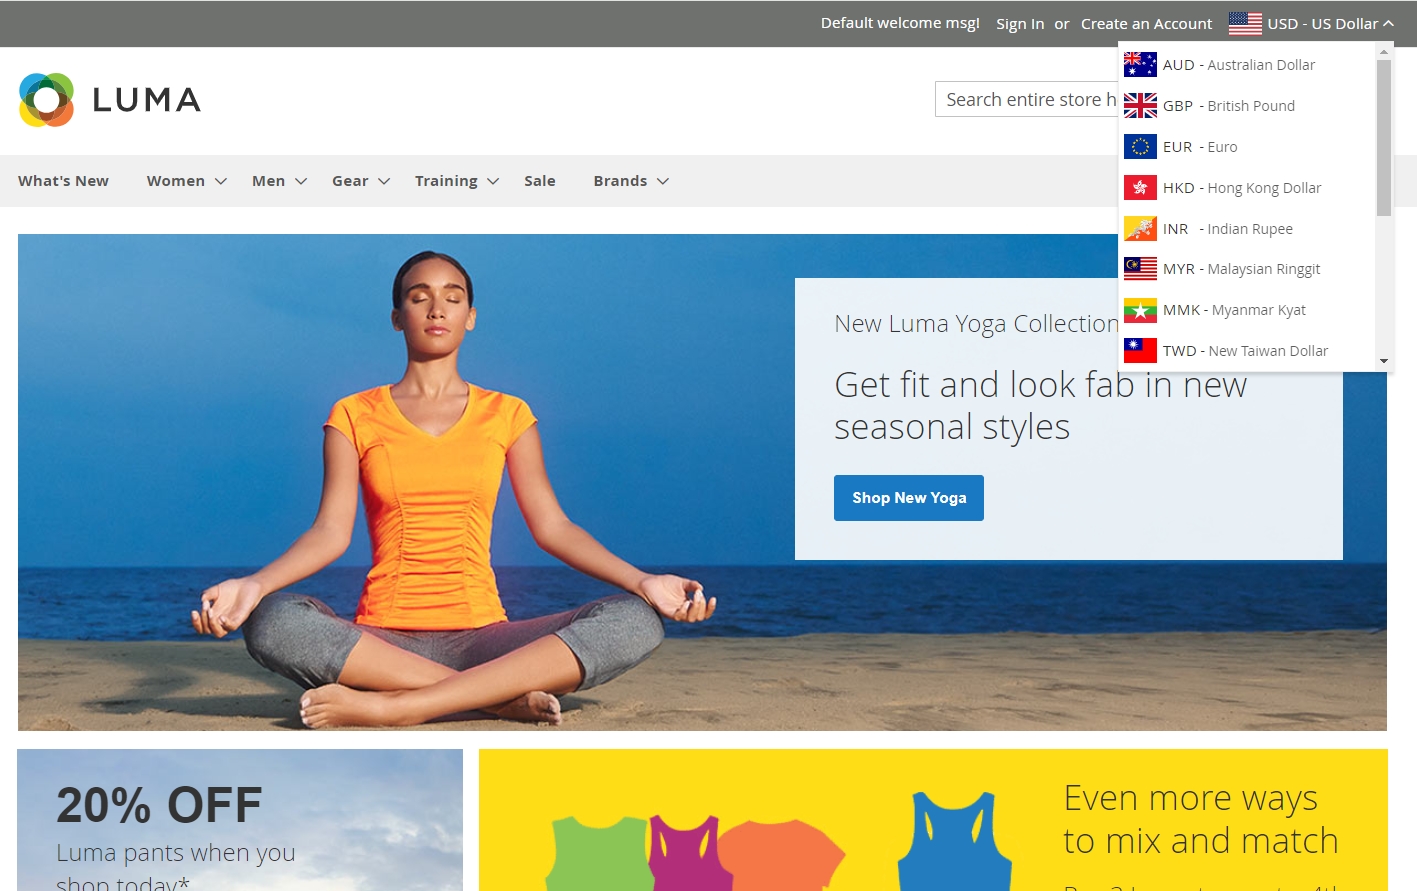 Default welcome msg! Sign In or Create an Account USD - US Dollar
AUD - Australian Dollar
GBP - British Pound
EUR - Euro
HKD - Hong Kong Dollar
INR - Indian Rupee
MYR - Malaysian Ringgit
MMK - Myanmar Kyat
TWD - New Taiwan Dollar
LUMA
Search entire store h
What's New Women Men Gear Training Sale Brands
New Luma Yoga Collection
Get fit and look fab in new
seasonal styles
Shop New Yoga
20% OFF
Luma pants when you
shop today*
Even more ways
to mix and match